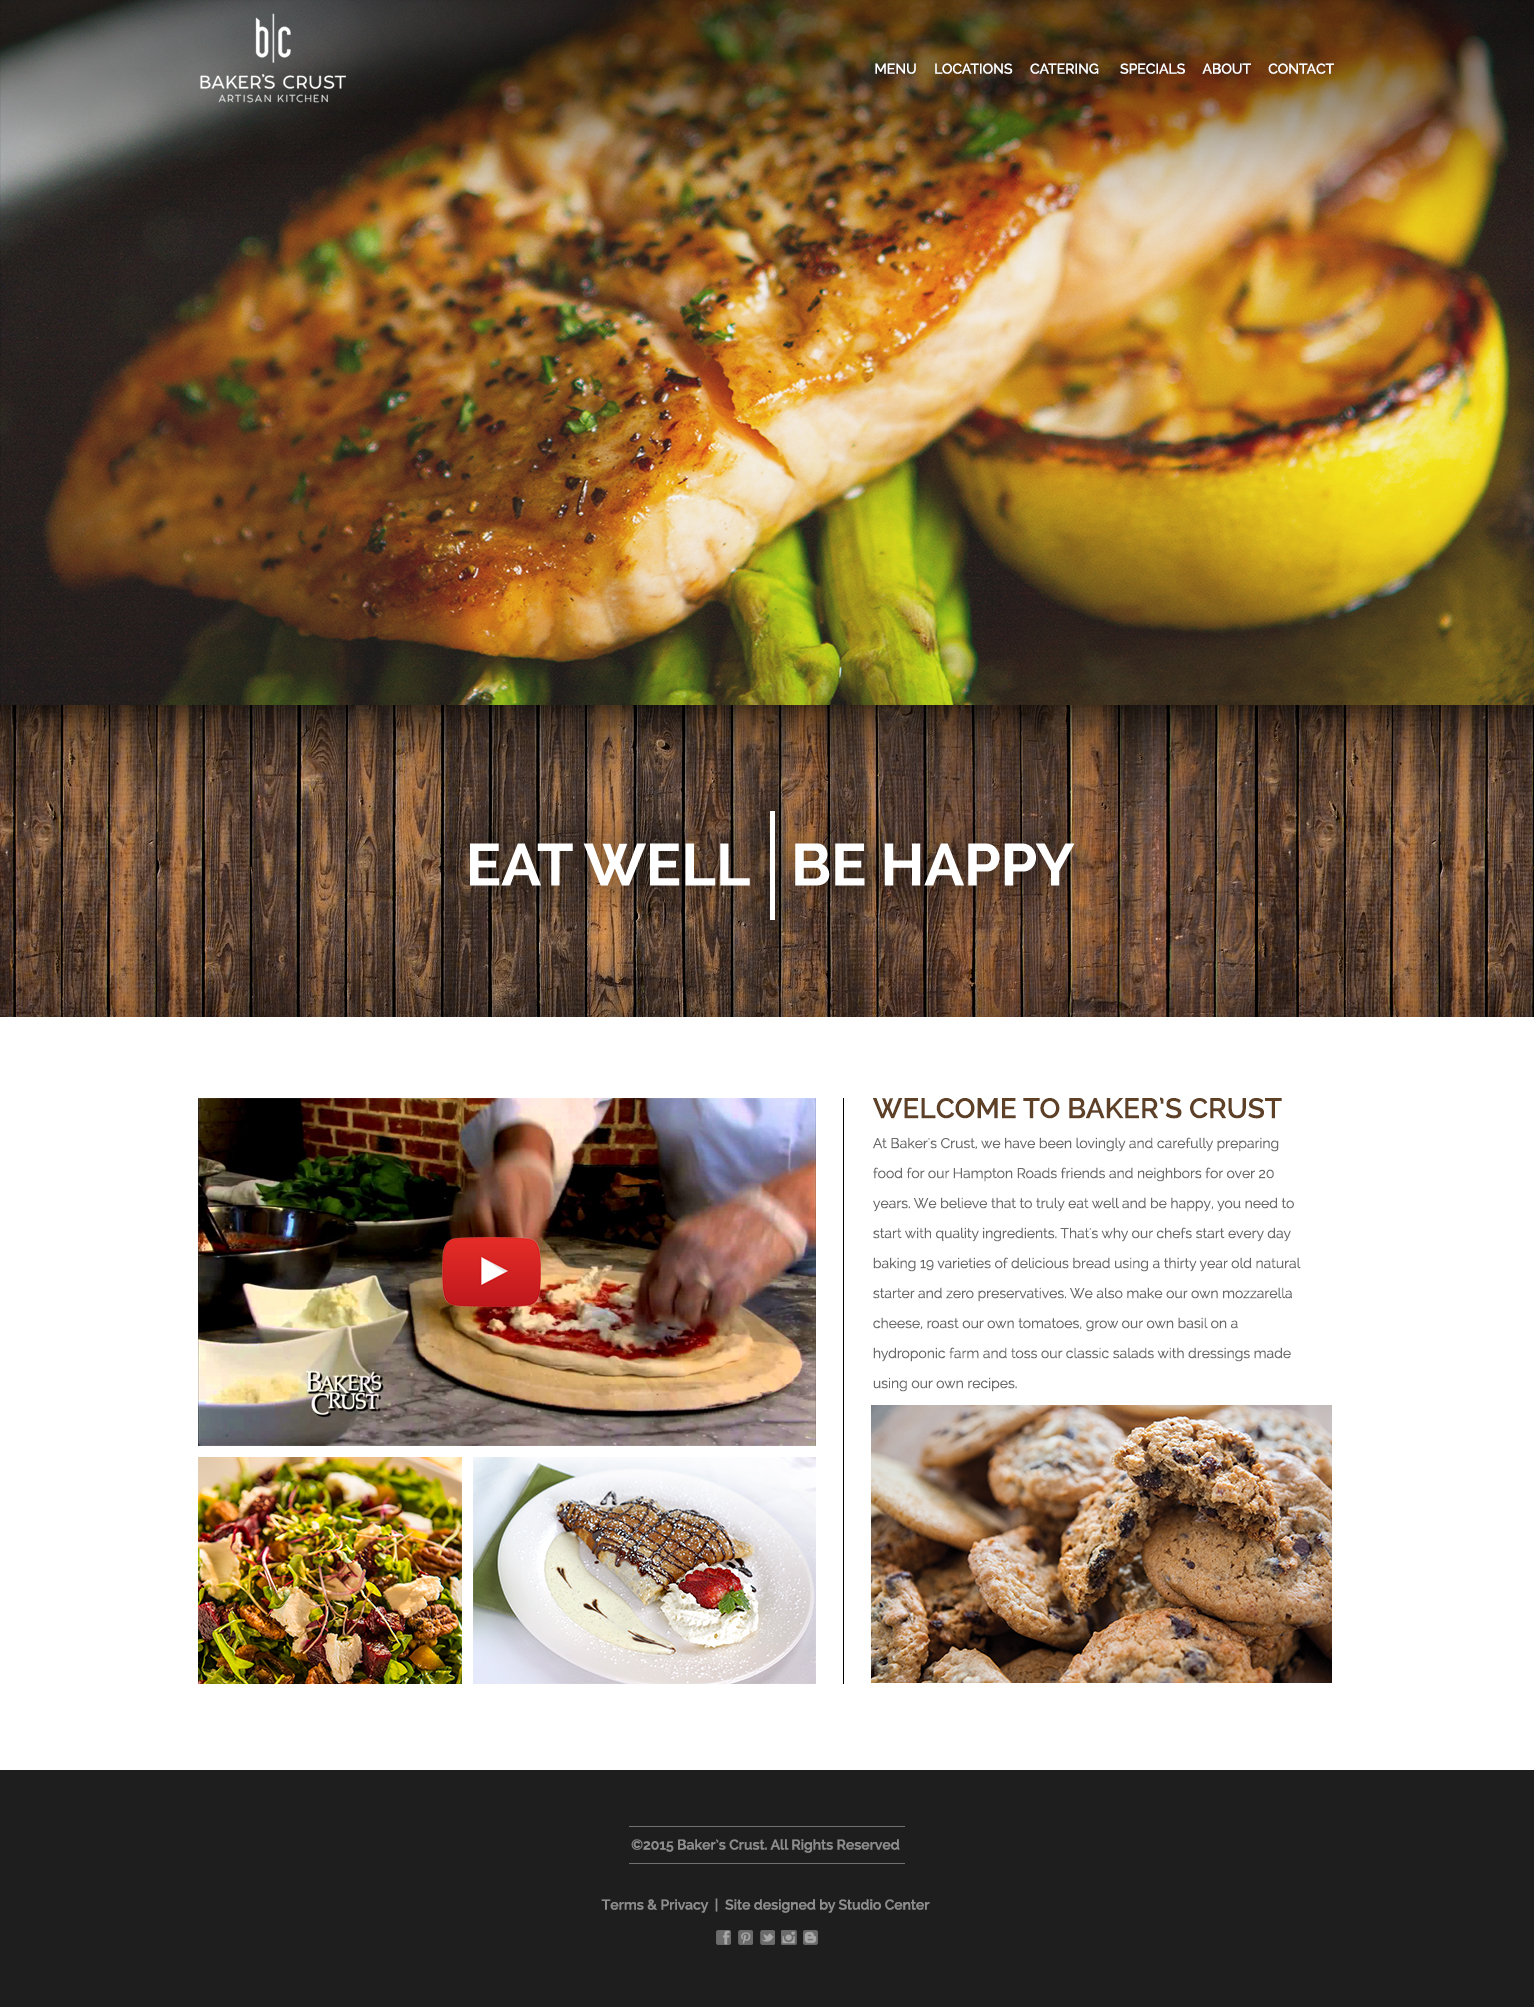 b|c
BAKER'S CRUST
ARTISAN KITCHEN
MENU LOCATIONS CATERING SPECIALS ABOUT CONTACT
EAT WELL | BE HAPPY
BAKER'S
CRUST
WELCOME TO BAKER'S CRUST
At Baker's Crust, we have been lovingly and carefully preparing
food for our Hampton Roads friends and neighbors for over 20
years. We believe that to truly eat well and be happy, you need to
start with quality ingredients. That's why our chefs start every day
baking 19 varieties of delicious bread using a thirty year old natural
starter and zero preservatives. We also make our own mozzarella
cheese, roast our own tomatoes, grow our own basil on a
hydroponic farm and toss our classic salads with dressings made
using our own recipes.
©2015 Baker's Crust. All Rights Reserved
Terms & Privacy | Site designed by Studio Center